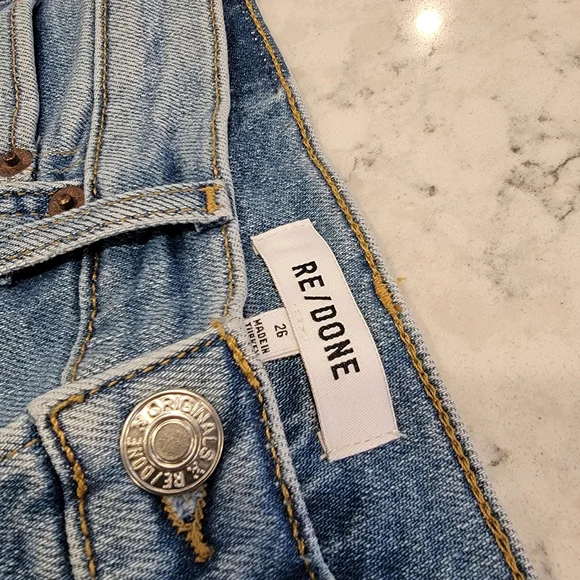 RE/DONE
26
MADE IN
TURKEY
RE/DONE ORIGINALS